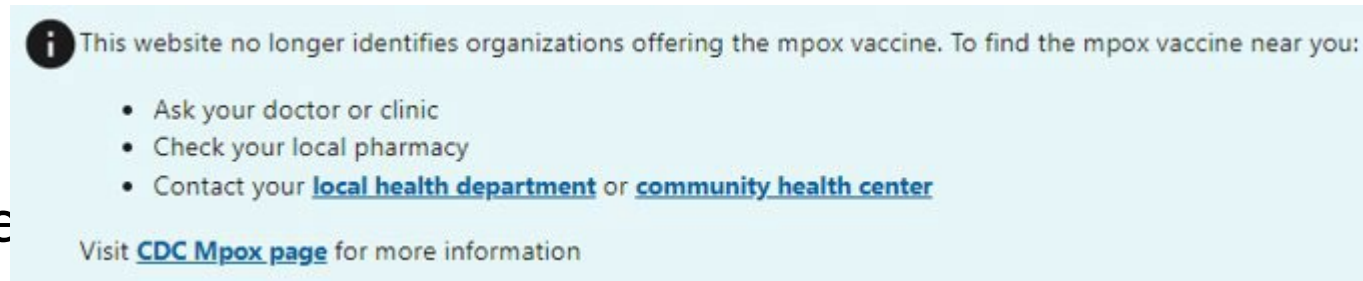 This website no longer identifies organizations offering the mpox vaccine. To find the mpox vaccine near you:
• Ask your doctor or clinic
• Check your local pharmacy
• Contact your local health department or community health center
Visit CDC Mpox page for more information